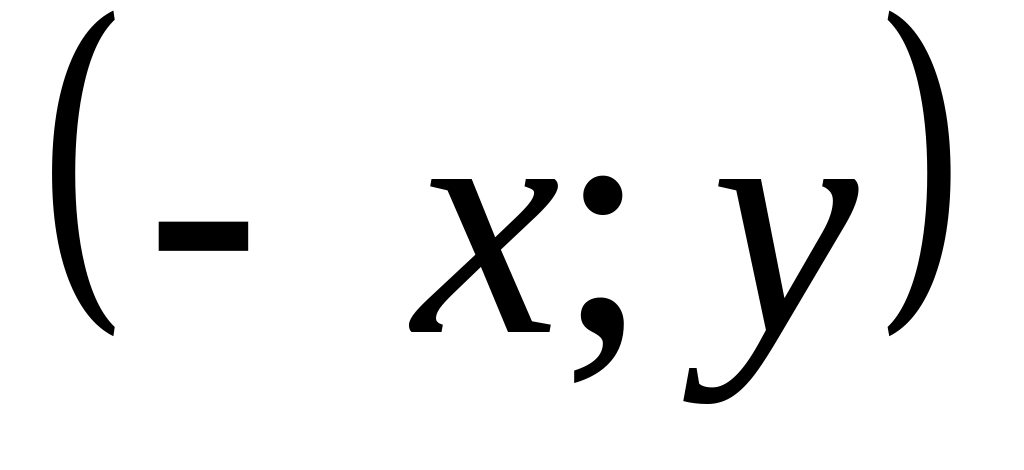 (- x; y)